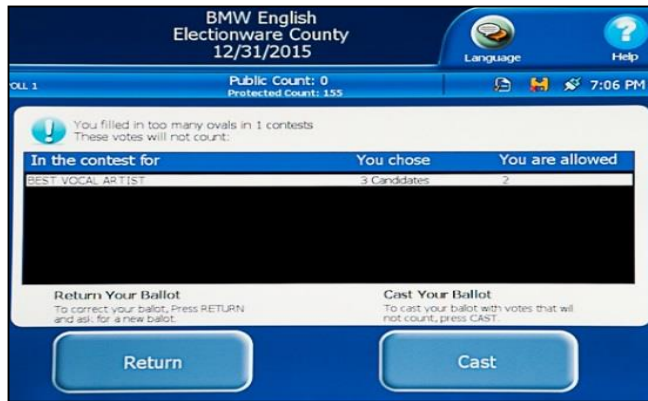 BMW English
Electionware County
12/31/2015
Language
Help
POLL 1
Public Count: 0
Protected Count: 155
7:06 PM
You filled in too many ovals in 1 contests
These votes will not count:
In the contest for You chose You are allowed
BEST VOCAL ARTIST 3 Candidates 2
Return Your Ballot
To correct your ballot, Press RETURN
and ask for a new ballot.
Cast Your Ballot
To cast your ballot with votes that will
not count, press CAST.
Return
Cast